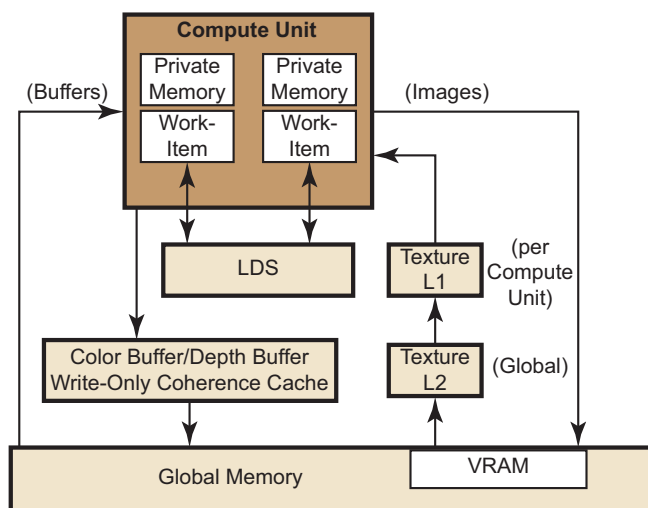 Compute Unit
Private
Memory
Work-
Item
Private
Memory
Work-
Item
(Buffers)
(Images)
LDS
Texture
L1
(per
Compute
Unit)
Color Buffer/Depth Buffer
Write-Only Coherence Cache
Texture
L2
(Global)
Global Memory
VRAM